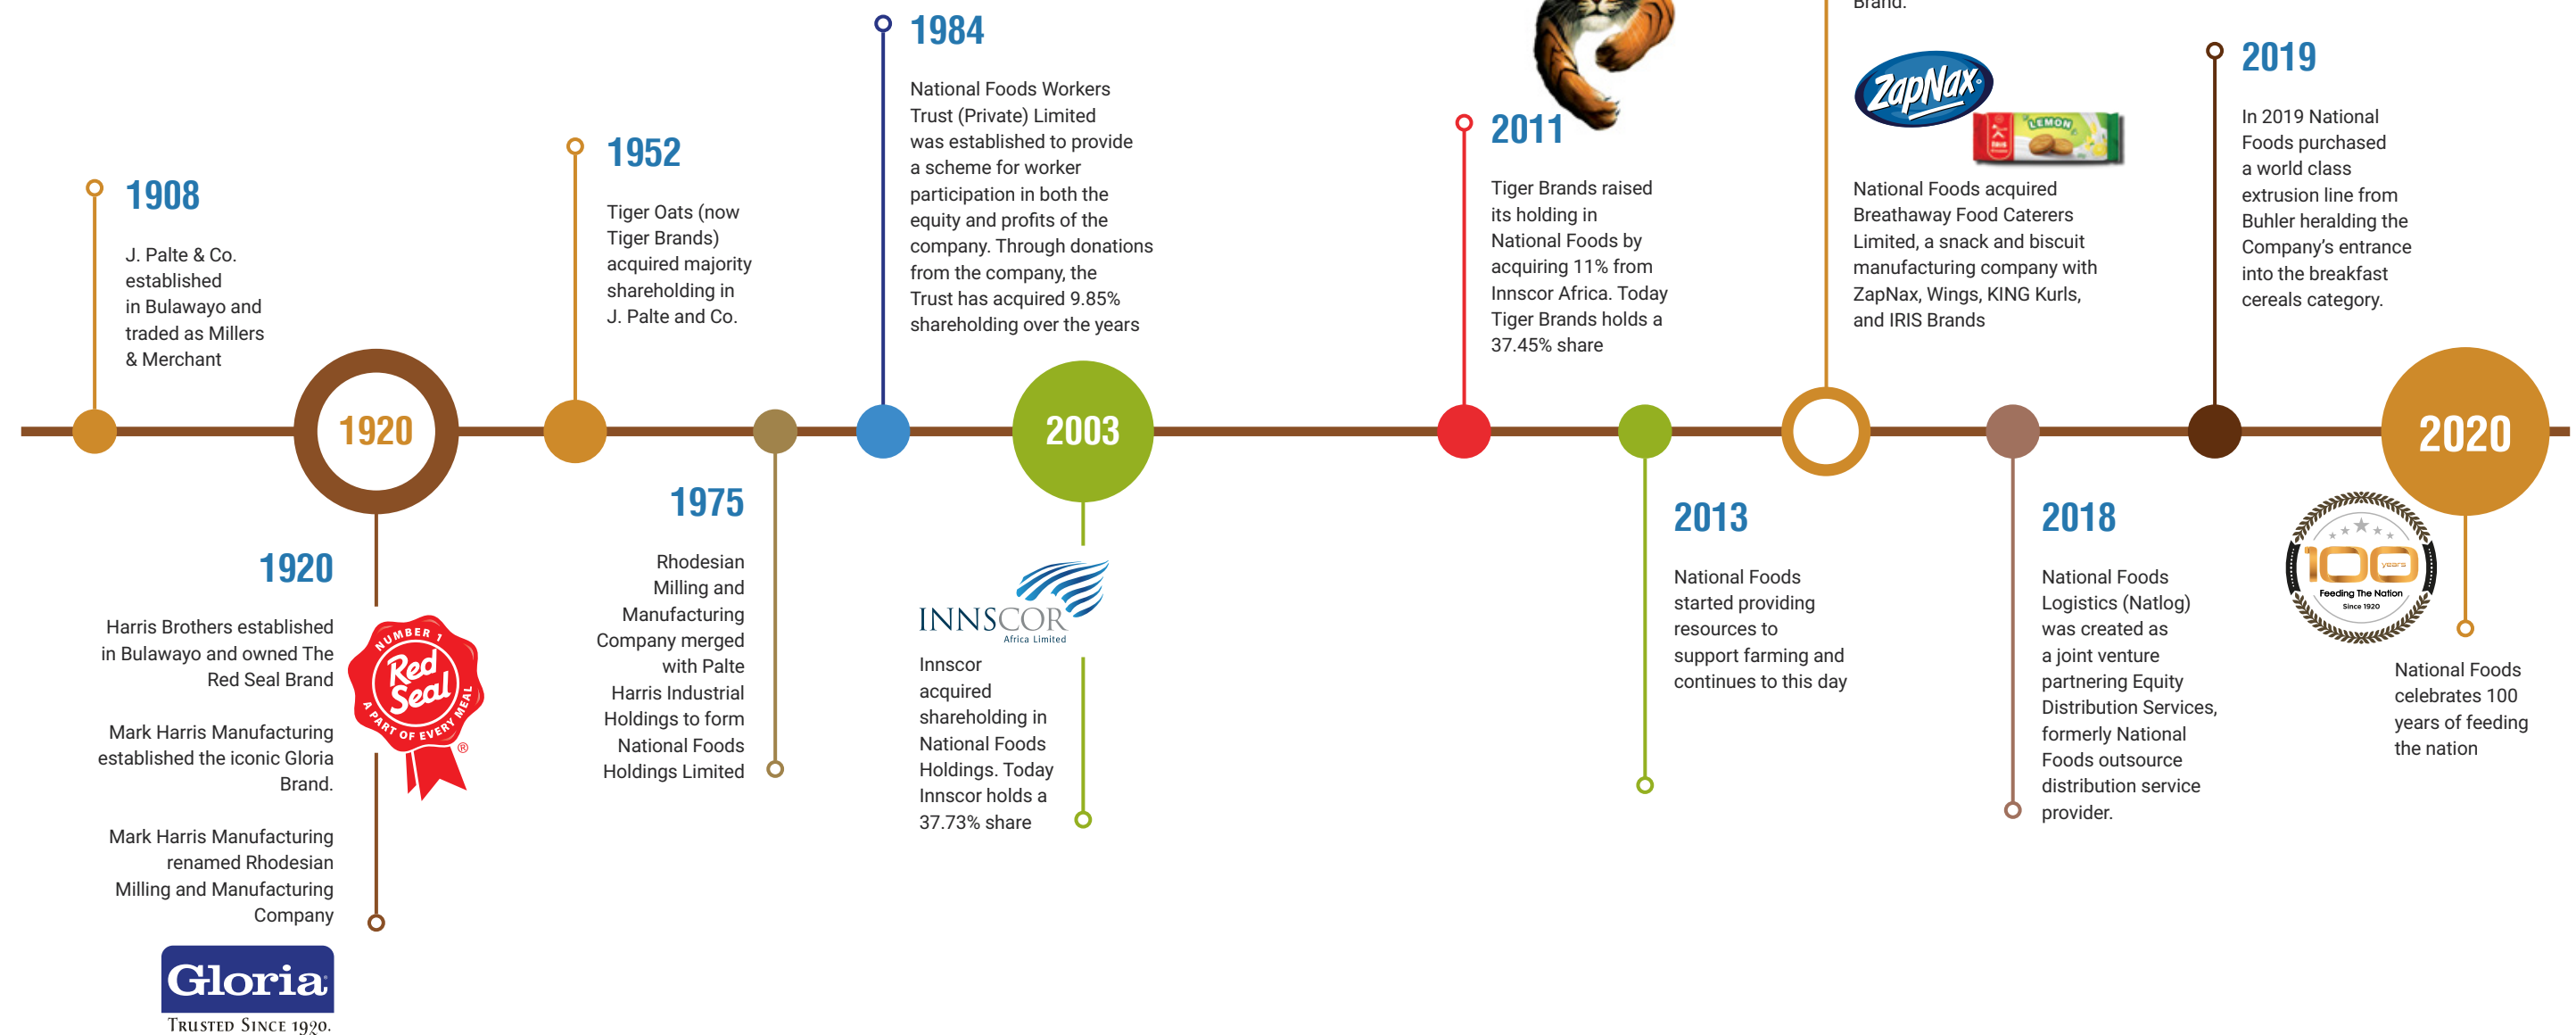 1908
J. Palte & Co.
established
in Bulawayo and
traded as Millers
& Merchant
1920
1920
Harris Brothers established
in Bulawayo and owned The
Red Seal Brand
Mark Harris Manufacturing
established the iconic Gloria
Brand.
Mark Harris Manufacturing
renamed Rhodesian
Milling and Manufacturing
Company
NUMBER 1
Red
Seal
A PART OF EVERY MEAL
®
Gloria
TRUSTED SINCE 1920.
1952
Tiger Oats (now
Tiger Brands)
acquired majority
shareholding in
J. Palte and Co.
1975
Rhodesian
Milling and
Manufacturing
Company merged
with Palte
Harris Industrial
Holdings to form
National Foods
Holdings Limited
1984
National Foods Workers
Trust (Private) Limited
was established to provide
a scheme for worker
participation in both the
equity and profits of the
company. Through donations
from the company, the
Trust has acquired 9.85%
shareholding over the years
2003
INNSCOR
Africa Limited
Innscor
acquired
shareholding in
National Foods
Holdings. Today
Innscor holds a
37.73% share
2011
Tiger Brands raised
its holding in
National Foods by
acquiring 11% from
Innscor Africa. Today
Tiger Brands holds a
37.45% share
2013
National Foods
started providing
resources to
support farming and
continues to this day
Brand.
ZapNax
IRIS
LEMON
National Foods acquired
Breathaway Food Caterers
Limited, a snack and biscuit
manufacturing company with
ZapNax, Wings, KING Kurls,
and IRIS Brands
2018
National Foods
Logistics (Natlog)
was created as
a joint venture
partnering Equity
Distribution Services,
formerly National
Foods outsource
distribution service
provider.
2019
In 2019 National
Foods purchased
a world class
extrusion line from
Buhler heralding the
Company's entrance
into the breakfast
cereals category.
2020
100
years
Feeding The Nation
Since 1920
National Foods
celebrates 100
years of feeding
the nation